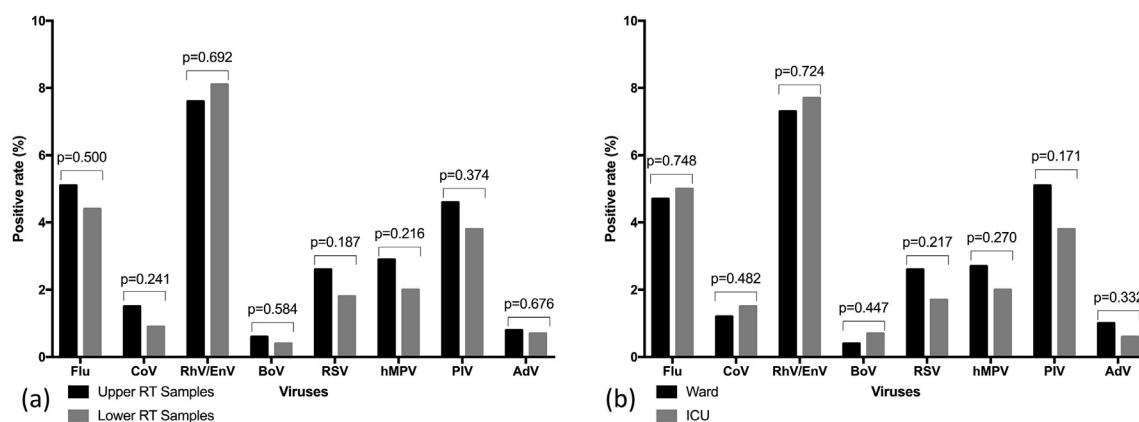 10
8
6
4
2
0
Positive rate (%)
p=0.500
p=0.241
p=0.692
p=0.584
p=0.187
p=0.216
p=0.374
p=0.676
Flu CoV RhV/EnV BoV RSV hMPV PIV AdV
Viruses
(a)
Upper RT Samples
Lower RT Samples
10
8
6
4
2
0
Positive rate (%)
p=0.748
p=0.482
p=0.724
p=0.447
p=0.217
p=0.270
p=0.171
p=0.332
Flu CoV RhV/EnV BoV RSV hMPV PIV AdV
Viruses
(b)
Ward
ICU